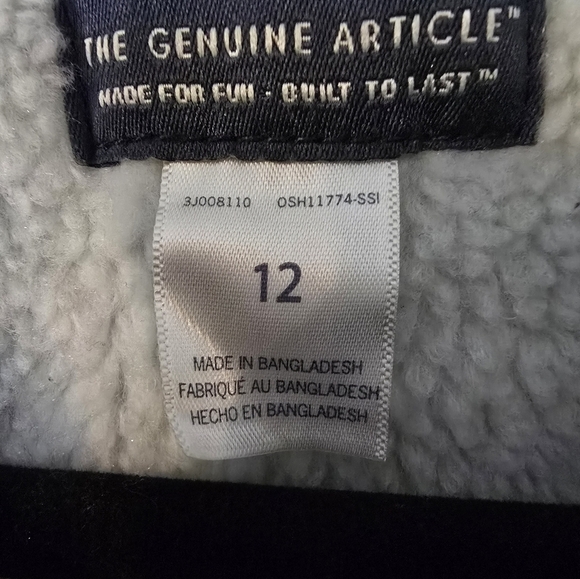 THE GENUINE ARTICLE™
MADE FOR FUN - BUILT TO LAST™
3J008110 OSH11774-SSI
12
MADE IN BANGLADESH
FABRIQUÉ AU BANGLADESH
HECHO EN BANGLADESH